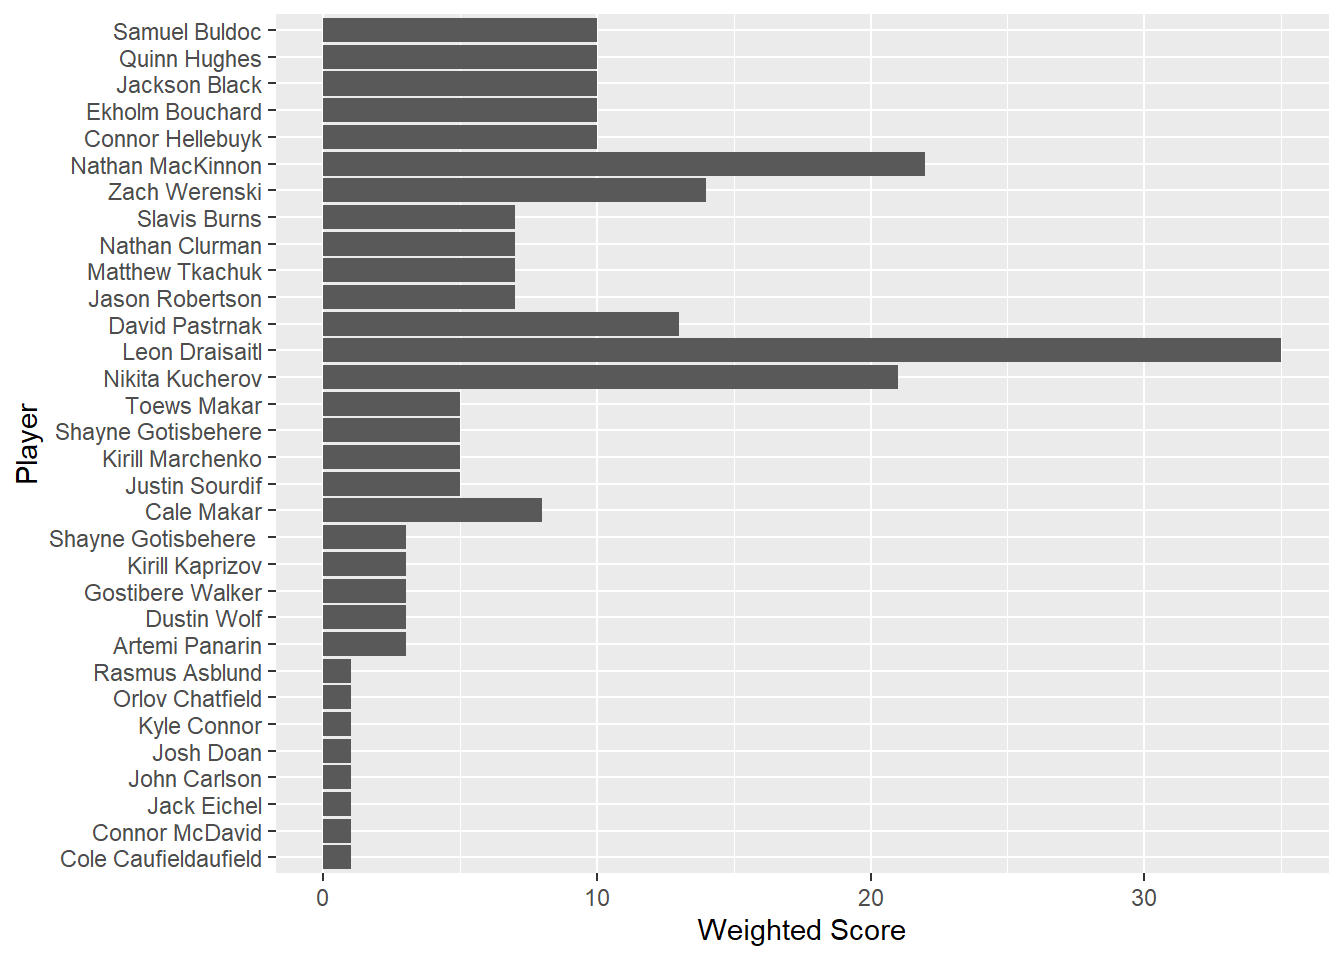 Samuel Buldoc
Quinn Hughes
Jackson Black
Ekholm Bouchard
Connor Hellebuyk
Nathan MacKinnon
Zach Werenski
Slavis Burns
Nathan Clurman
Matthew Tkachuk
Jason Robertson
David Pastrnak
Leon Draisaitl
Nikita Kucherov
Toews Makar
Shayne Gotisbehere
Kirill Marchenko
Justin Sourdif
Cale Makar
Shayne Gotisbehere
Kirill Kaprizov
Gostibere Walker
Dustin Wolf
Artemi Panarin
Rasmus Asblund
Orlov Chatfield
Kyle Connor
Josh Doan
John Carlson
Jack Eichel
Connor McDavid
Cole Caufieldaufield
Player
0 10 20 30
Weighted Score